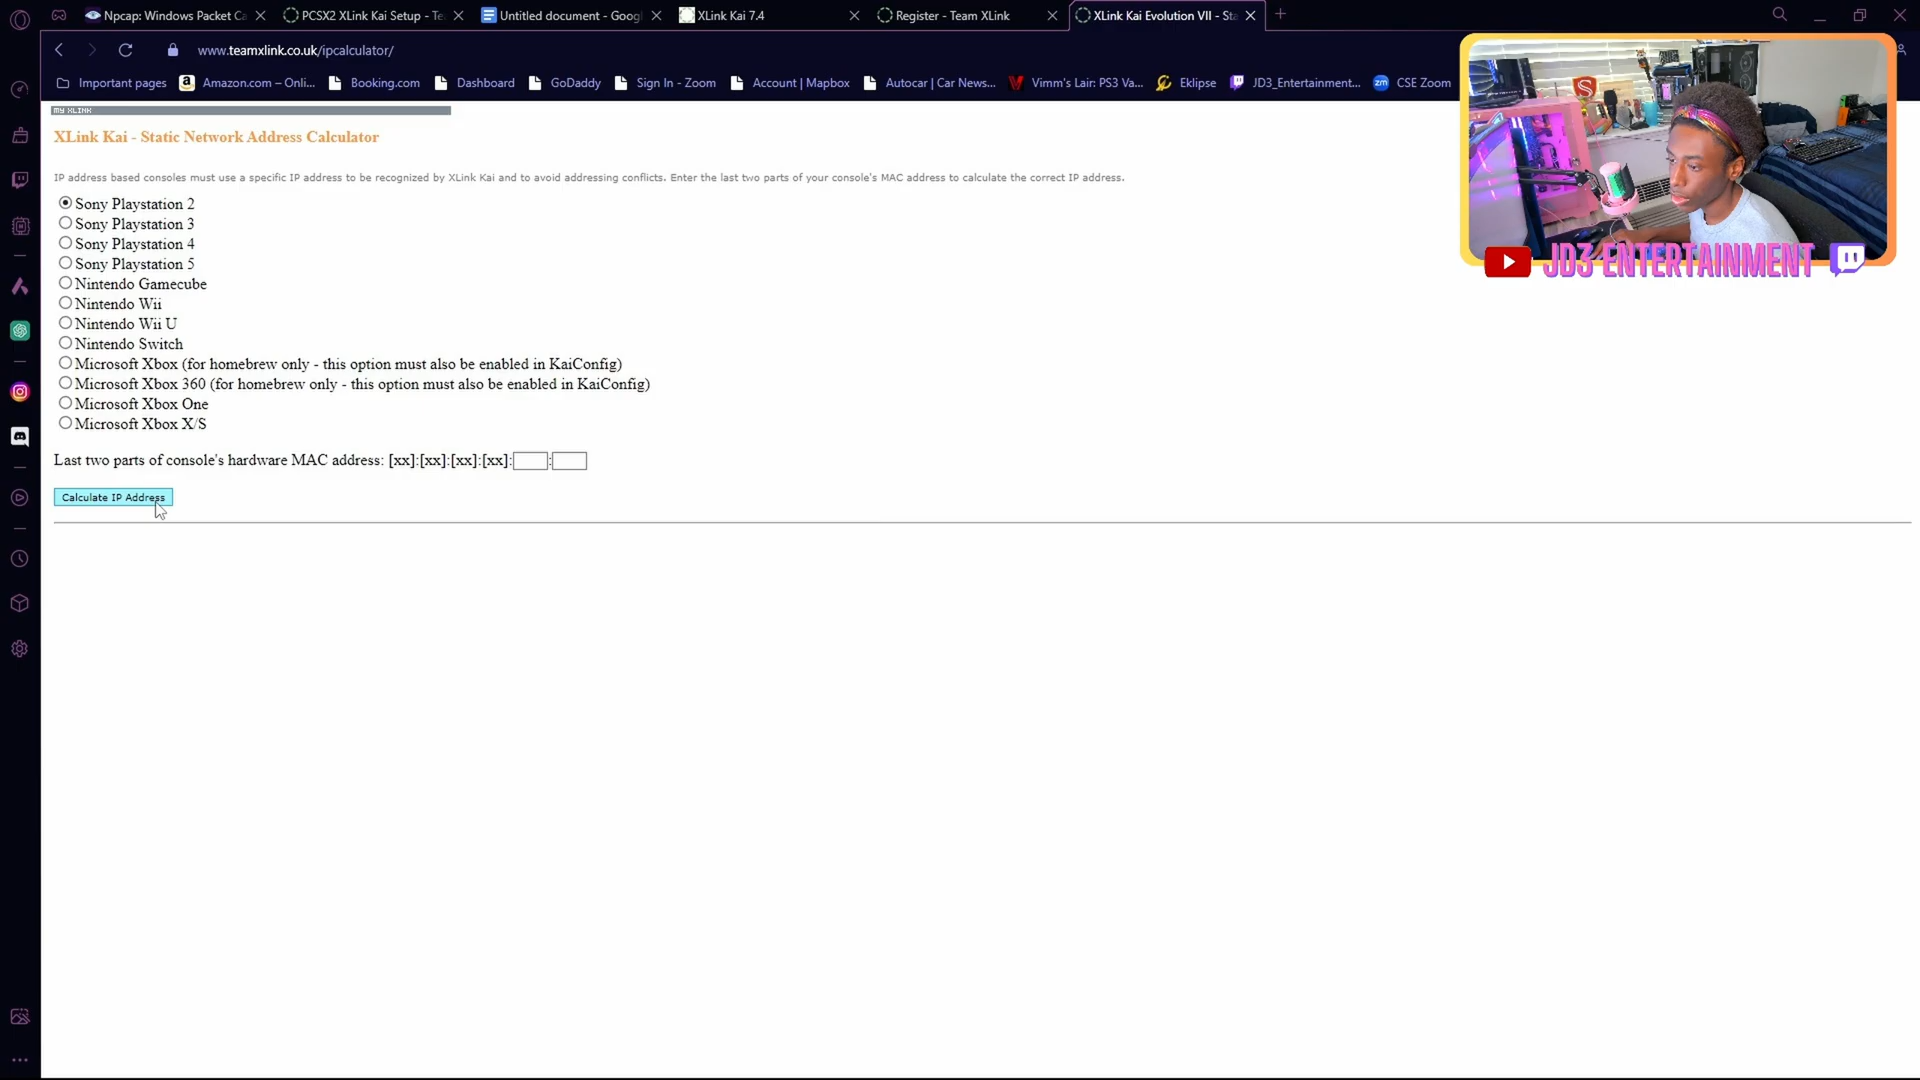 Npcap: Windows Packet Ca
PCSX2 XLink Kai Setup - Te
Untitled document - Goog
XLink Kai 7.4
Register - Team XLink
XLink Kai Evolution VII - Sta
www.teamxlink.co.uk/ipcalculator/
Important pages
Amazon.com – Onli...
Booking.com
Dashboard
GoDaddy
Sign In - Zoom
Account | Mapbox
Autocar | Car News...
Vimm's Lair: PS3 Va...
Eklipse
JD3_Entertainment...
zm
CSE Zoom
JD3 ENTERTAINMENT
MY XLINK
XLink Kai - Static Network Address Calculator
IP address based consoles must use a specific IP address to be recognized by XLink Kai and to avoid addressing conflicts. Enter the last two parts of your console's MAC address to calculate the correct IP address.
Sony Playstation 2
Sony Playstation 3
Sony Playstation 4
Sony Playstation 5
Nintendo Gamecube
Nintendo Wii
Nintendo Wii U
Nintendo Switch
Microsoft Xbox (for homebrew only - this option must also be enabled in KaiConfig)
Microsoft Xbox 360 (for homebrew only - this option must also be enabled in KaiConfig)
Microsoft Xbox One
Microsoft Xbox X/S
Last two parts of console's hardware MAC address: [xx]:[xx]:[xx]:[xx]: :
Calculate IP Address